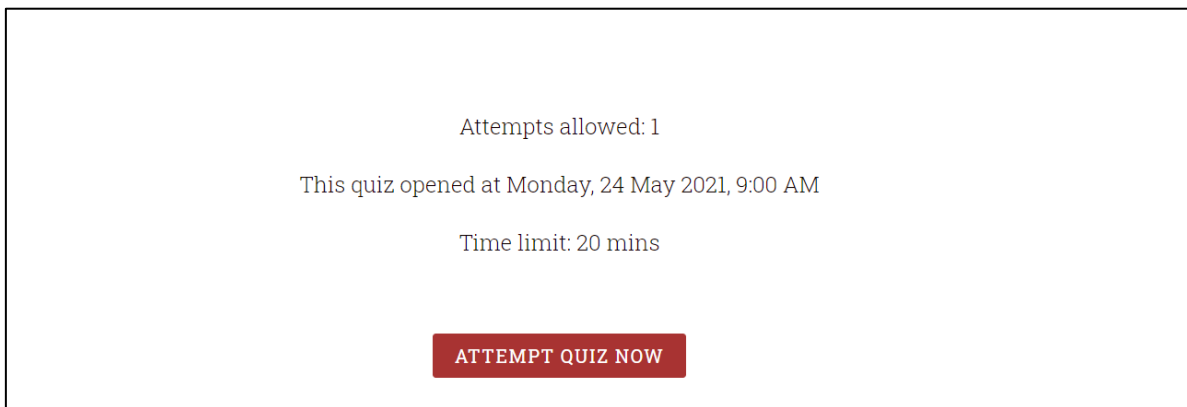 Attempts allowed: 1
This quiz opened at Monday, 24 May 2021, 9:00 AM
Time limit: 20 mins
ATTEMPT QUIZ NOW